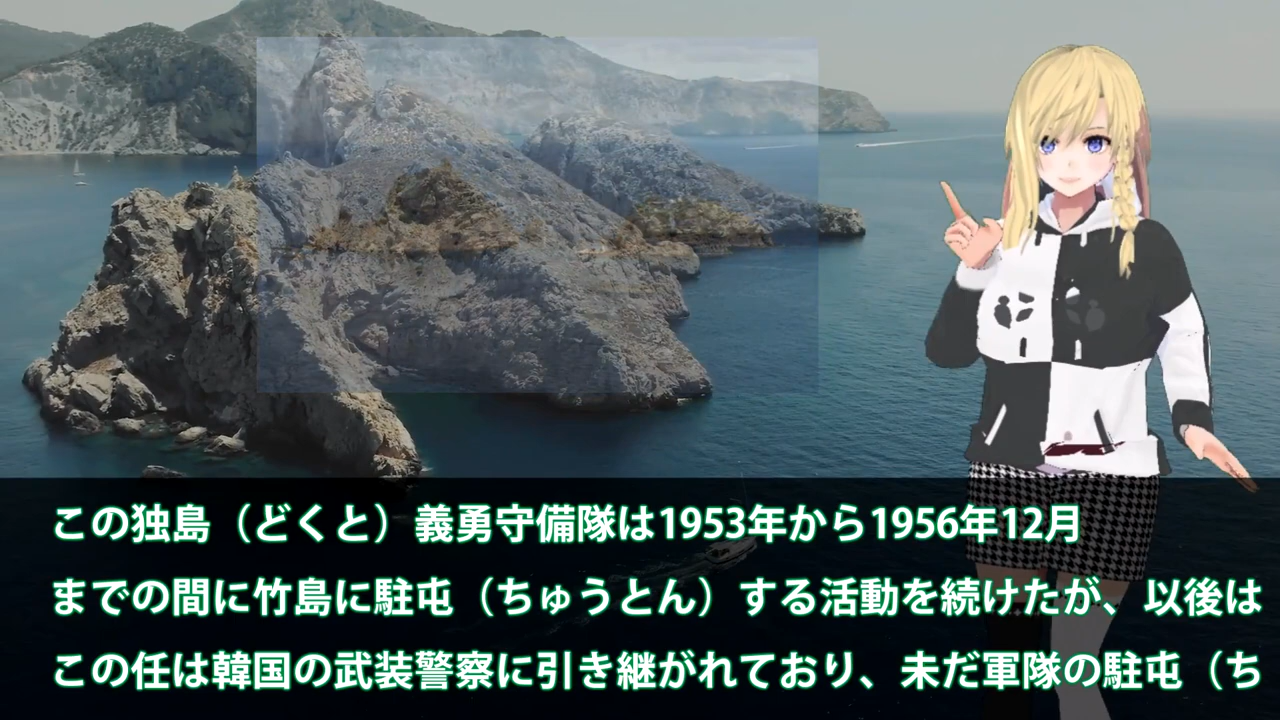 この独島（どくと）義勇守備隊は1953年から1956年12月
までの間に竹島に駐屯（ちゅうとん）する活動を続けたが、以後は
この任は韓国の武装警察に引き継がれており、未だ軍隊の駐屯（ち